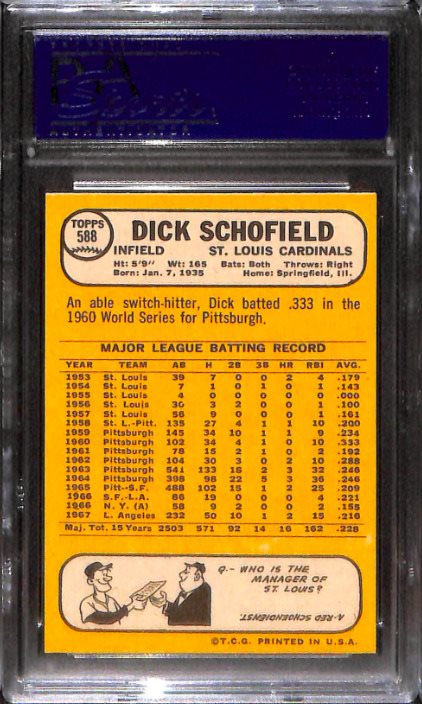 PSA
TOPPS
588
DICK SCHOFIELD
INFIELD ST. LOUIS CARDINALS
Ht: 5'9" Wt: 165 Bats: Both Throws: Right
Born: Jan. 7, 1935 Home: Springfield, Ill.
An able switch-hitter, Dick batted .333 in the
1960 World Series for Pittsburgh.
MAJOR LEAGUE BATTING RECORD
YEAR TEAM AB H 2B 3B HR RBI AVG.
1953 St. Louis 39 7 0 0 2 4 .179
1954 St. Louis 7 1 0 1 0 1 .143
1955 St. Louis 4 0 0 0 0 0 .000
1956 St. Louis 30 3 2 0 0 1 .100
1957 St. Louis 56 9 0 0 0 1 .161
1958 St. L.-Pitt. 135 27 4 1 1 10 .200
1959 Pittsburgh 145 34 10 1 1 9 .234
1960 Pittsburgh 102 34 4 1 0 10 .333
1961 Pittsburgh 78 15 2 1 0 2 .192
1962 Pittsburgh 104 30 3 0 2 10 .288
1963 Pittsburgh 541 133 18 2 3 32 .246
1964 Pittsburgh 398 98 22 5 3 36 .246
1965 Pitt-S.F. 488 102 15 1 2 25 .209
1966 S.F.-L.A. 86 19 0 0 0 4 .221
1966 N.Y. (A) 58 9 2 0 0 2 .155
1967 L. Angeles 232 50 10 1 2 15 .216
Maj. Tot. 15 Years 2503 571 92 14 16 162 .228
Q.- WHO IS THE
MANAGER OF
ST. LOUIS?
A-RED SCHOENDIENST.
©T.C.G. PRINTED IN U.S.A.